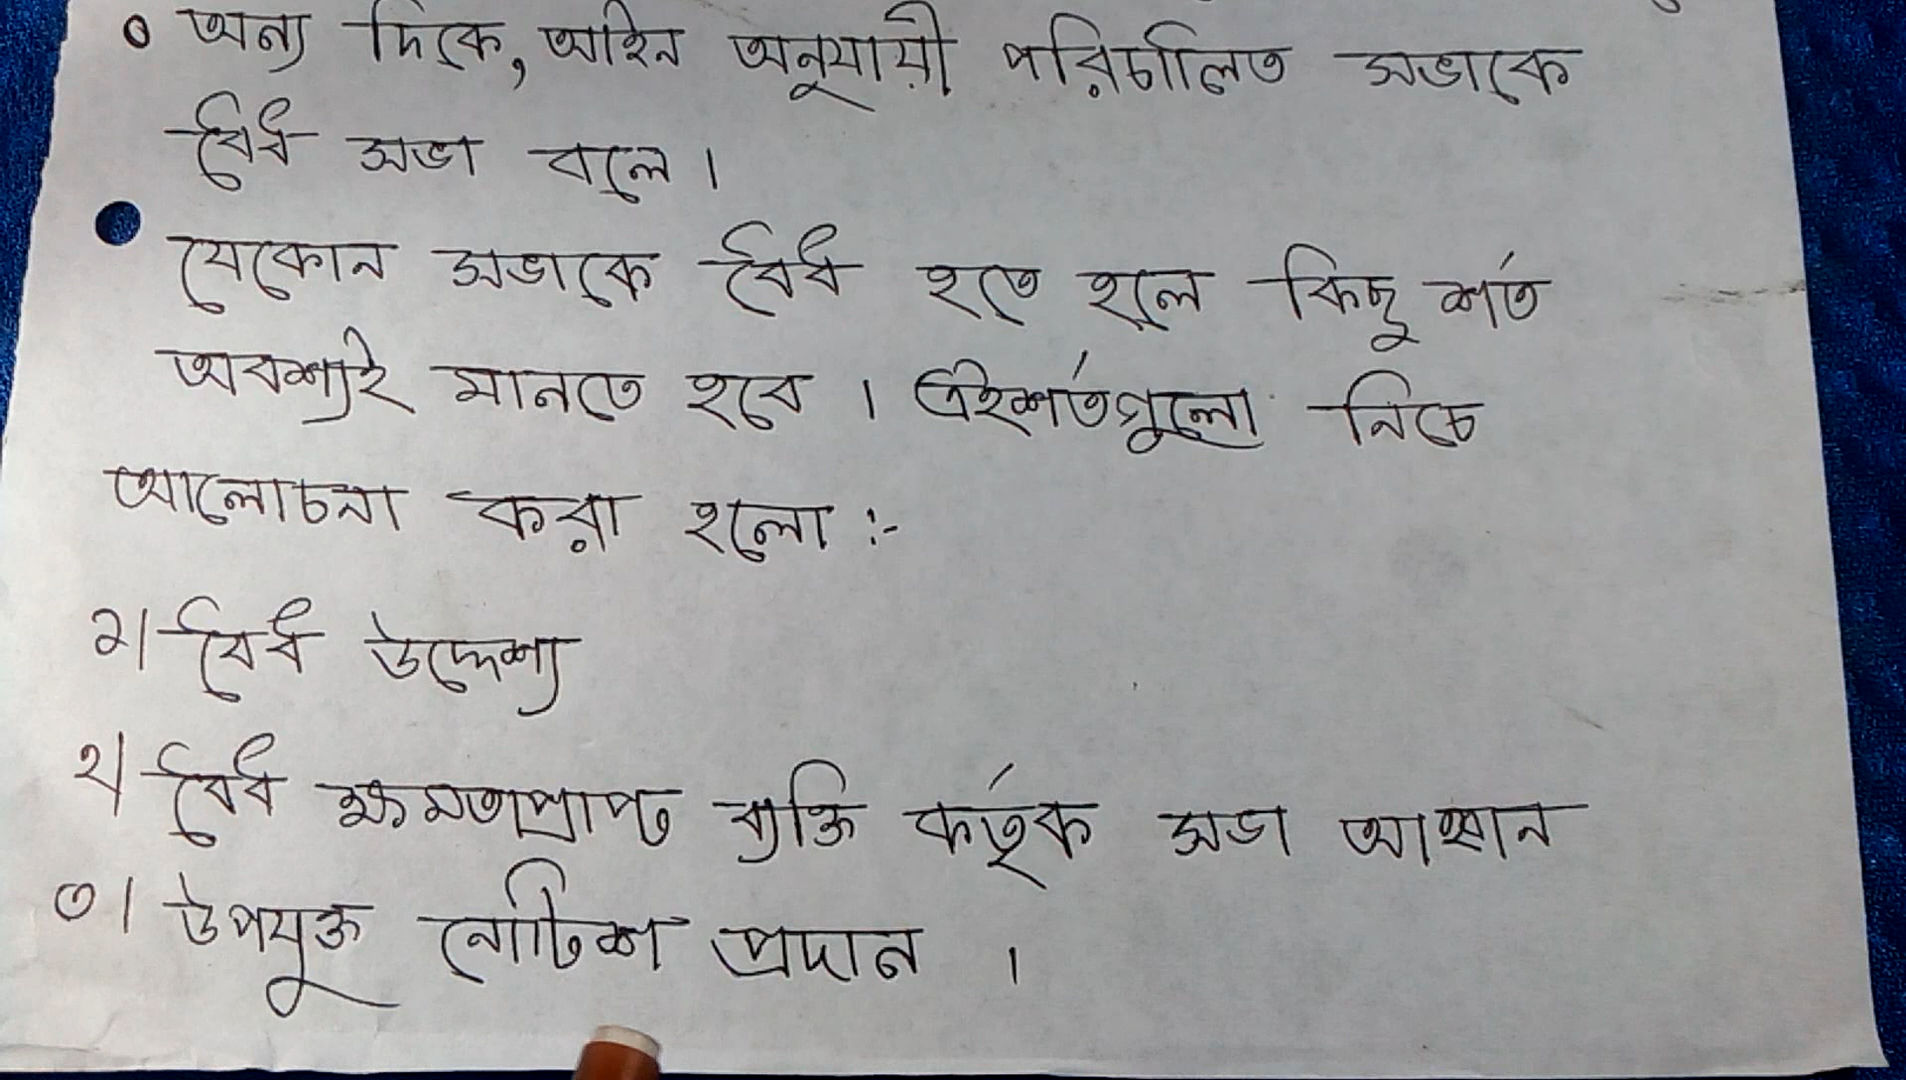 ০ অন্য দিকে, আইন অনুযায়ী পরিচালিত সভাকে
বৈধ সভা বলে।
যেকোন সভাকে বৈধ হতে হলে কিছু শর্ত
অবশ্যই মানতে হবে। এইশর্তগুলো নিচে
আলোচনা করা হলো :-
১। বৈধ উদ্দেশ্য
২। বৈধ ক্ষমতাপ্রাপ্ত ব্যক্তি কর্তৃক সভা আহ্বান
৩। উপযুক্ত নোটিশ প্রদান ।